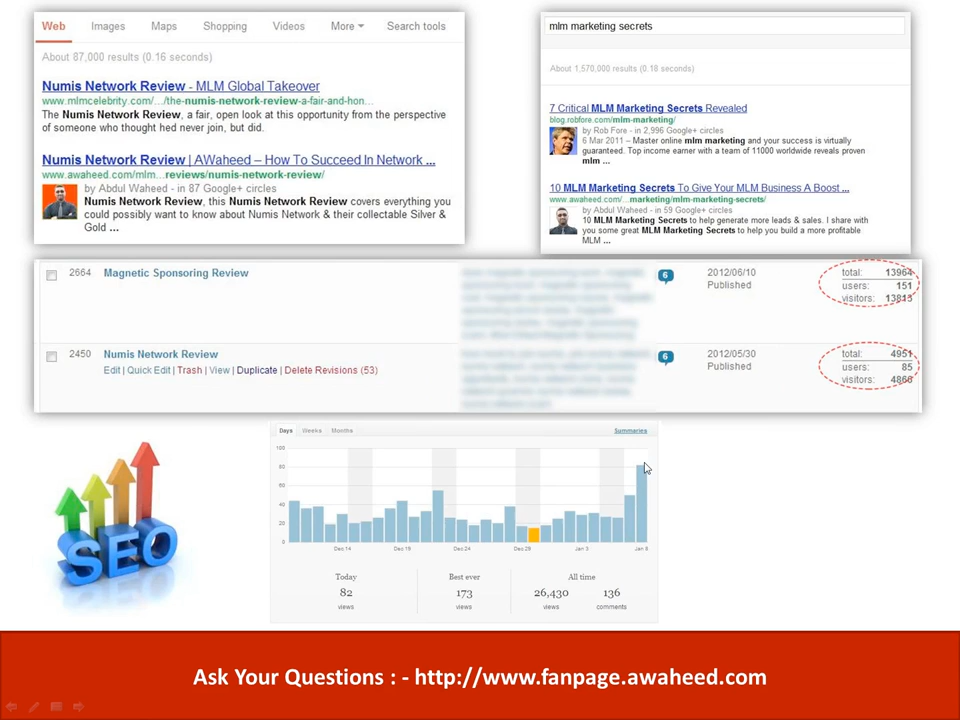 Web Images Maps Shopping Videos More Search tools
About 87,000 results (0.16 seconds)
Numis Network Review - MLM Global Takeover
www.mlmcelebrity.com/.../the-numis-network-review-a-fair-and-hon...
The Numis Network Review, a fair, open look at this opportunity from the perspective
of someone who thought hed never join, but did.
Numis Network Review | AWaheed – How To Succeed In Network ...
www.awaheed.com/mlm...reviews/numis-network-review/
by Abdul Waheed - in 87 Google+ circles
Numis Network Review, this Numis Network Review covers everything you
could possibly want to know about Numis Network & their collectable Silver &
Gold ...
mlm marketing secrets
About 1,570,000 results (0.18 seconds)
7 Critical MLM Marketing Secrets Revealed
blog.robfore.com/mlm-marketing/
by Rob Fore - in 2,996 Google+ circles
6 Mar 2011 – Master online mlm marketing and your success is virtually
guaranteed. Top income earner with a team of 11000 worldwide reveals proven
mlm ...
10 MLM Marketing Secrets To Give Your MLM Business A Boost ...
www.awaheed.com/...marketing/mlm-marketing-secrets/
by Abdul Waheed - in 59 Google+ circles
10 MLM Marketing Secrets to help generate more leads & sales. I share with
you some great MLM Marketing Secrets to help you build a more profitable
MLM ...
2664 Magnetic Sponsoring Review 6 2012/06/10 total: 13964
Published users: 151
visitors: 13813
2450 Numis Network Review 6 2012/05/30 total: 4951
Edit | Quick Edit | Trash | View | Duplicate | Delete Revisions (53) Published users: 85
visitors: 4866
SEO
Days Weeks Months Summaries
100
80
60
40
20
0
Dec 14 Dec 19 Dec 24 Dec 29 Jan 3 Jan 8
Today Best ever All time
82 173 26,430 136
views views views comments
Ask Your Questions : - http://www.fanpage.awaheed.com